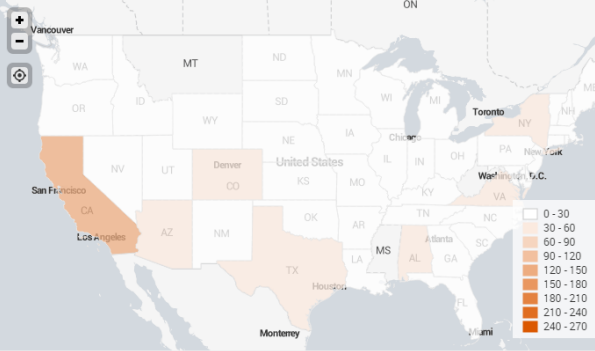 +
−
ON
Vancouver
WA
MT
ND
MN
OR
ID
SD
WI
MI
ME
WY
Toronto
NH
NY
NE
IA
Chicago
PA
New York
NV
UT
Denver
CO
United States
KS
MO
IL
IN
OH
Washington, D.C.
KY
VA
San Francisco
CA
Los Angeles
AZ
NM
OK
AR
TN
NC
Atlanta
SC
TX
Houston
LA
MS
AL
GA
FL
Miami
Monterrey
0 - 30
30 - 60
60 - 90
90 - 120
120 - 150
150 - 180
180 - 210
210 - 240
240 - 270